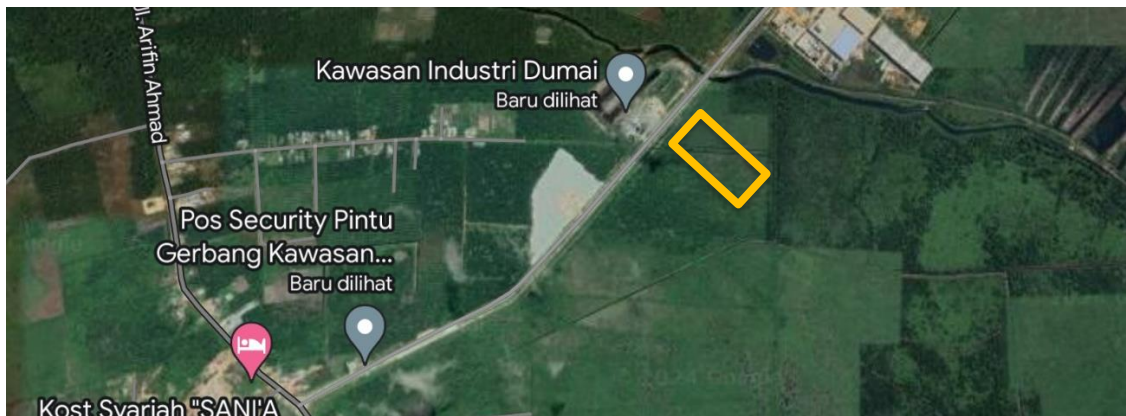 Jl. Arifin Ahmad
Kawasan Industri Dumai
Baru dilihat
Pos Security Pintu
Gerbang Kawasan...
Baru dilihat
Kost Syariah "SANI'A